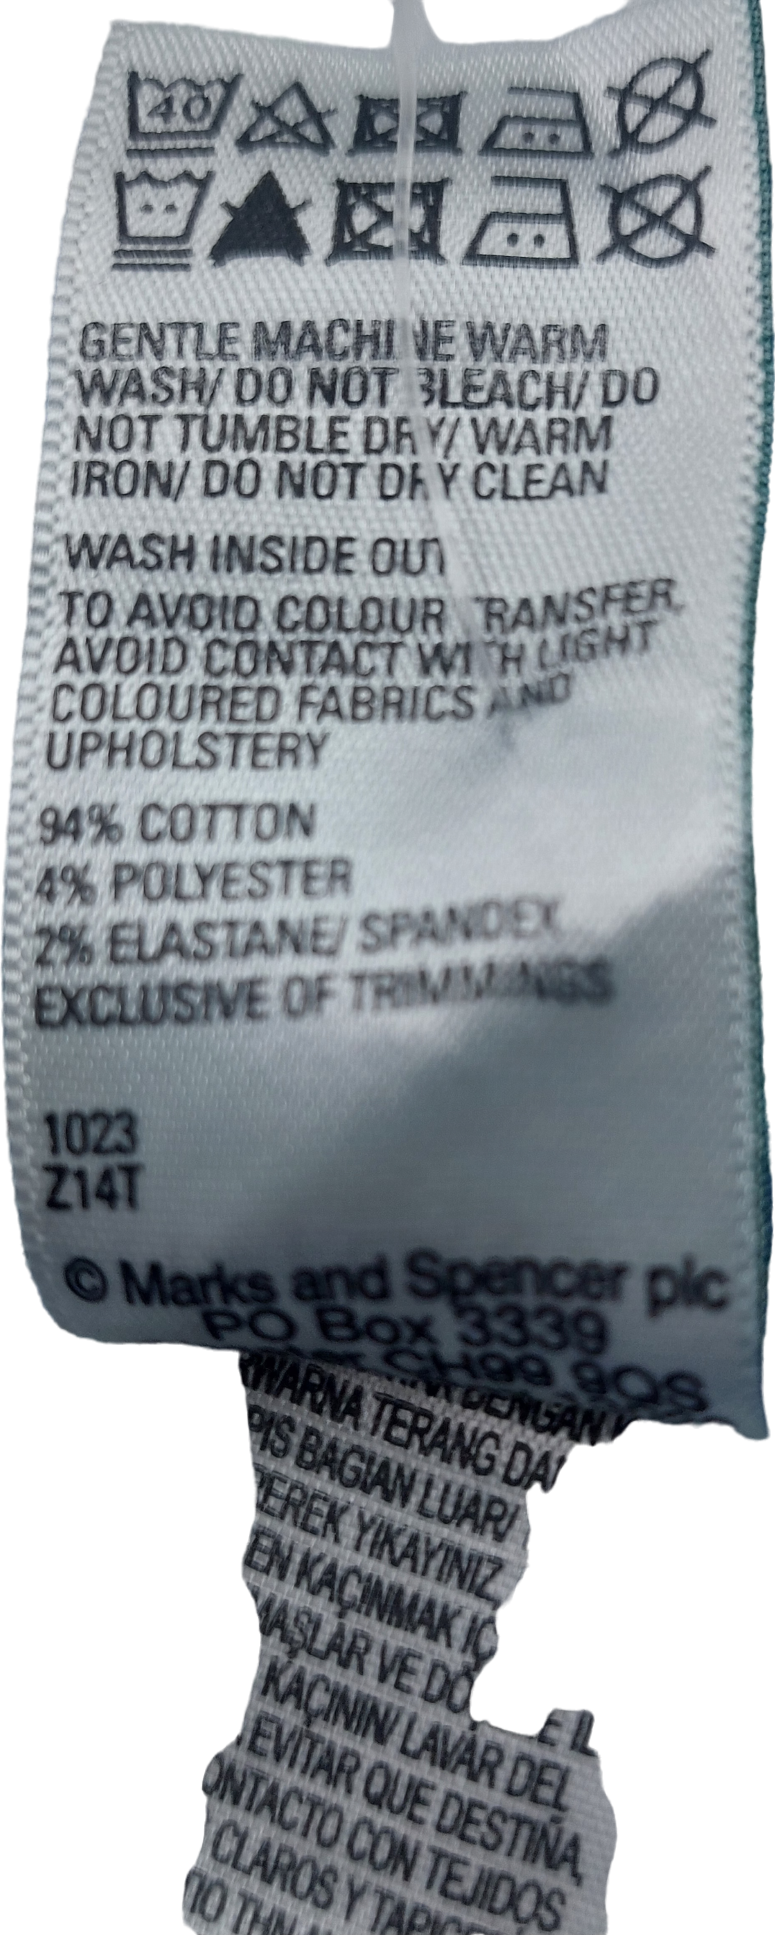 40
GENTLE MACHINE WARM
WASH/ DO NOT BLEACH/ DO
NOT TUMBLE DRY/ WARM
IRON/ DO NOT DRY CLEAN
WASH INSIDE OUT
TO AVOID COLOUR TRANSFER,
AVOID CONTACT WITH LIGHT
COLOURED FABRICS AND
UPHOLSTERY
94% COTTON
4% POLYESTER
2% ELASTANE/ SPANDEX
EXCLUSIVE OF TRIMMINGS
1023
Z14T
© Marks and Spencer plc
PO Box 3339
CH99 9QS
DENGAN
WARNA TERANG DAN
BAGIAN LUAR/
YIKAYINIZ
KAÇINMAK
VE
KAÇININ/ LAVAR DEL
EVITAR QUE DESTIÑA,
CON TEJIDOS
CLAROS Y